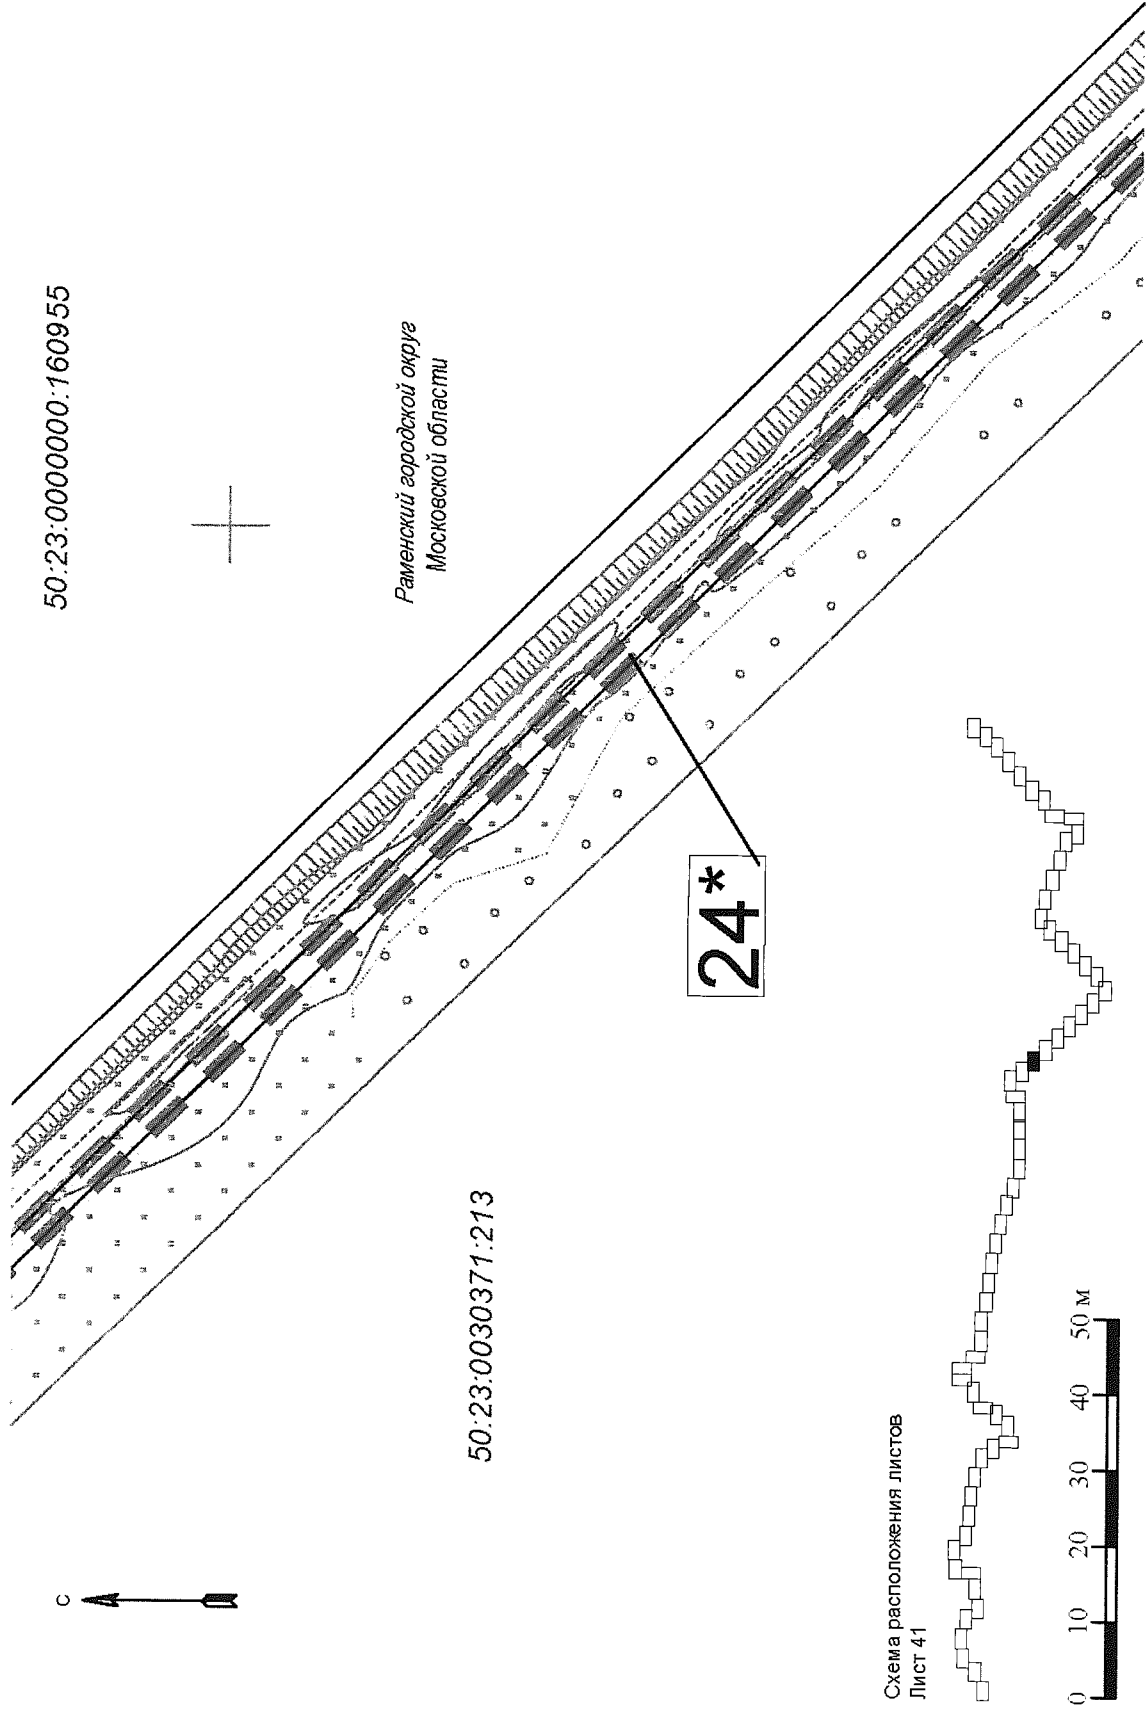 С
50:23:0000000:160955
Раменский городской округ
Московской области
50:23:0030371:213
24*
Схема расположения листов
Лист 41
0 10 20 30 40 50 м